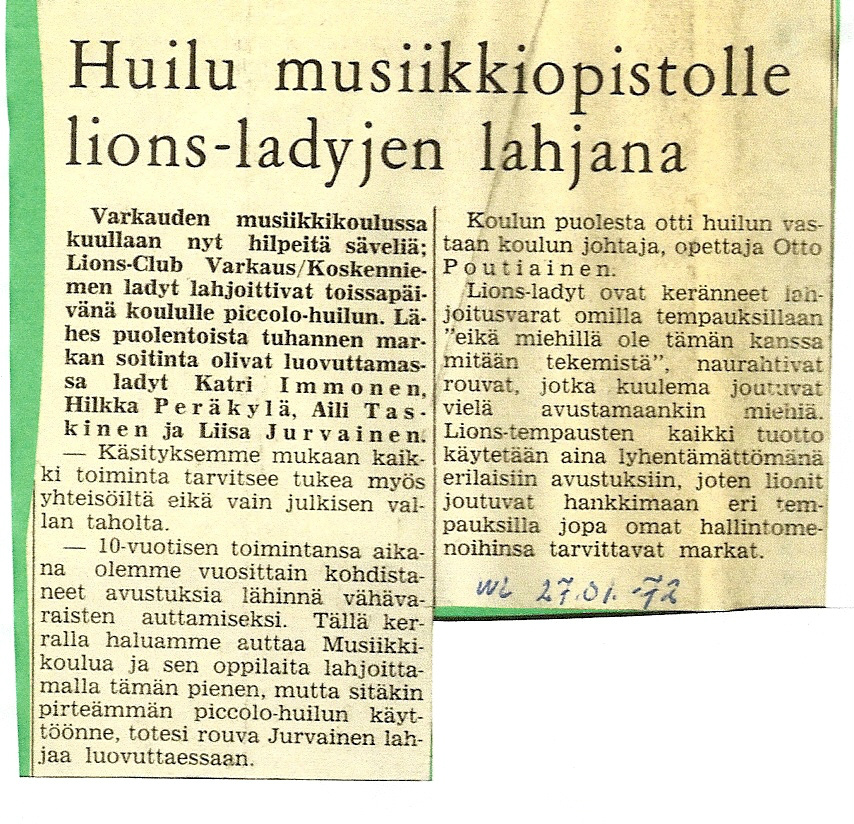 Huilu musiikkiopistolle
lions-ladyjen lahjana
Varkauden musiikkikoulussa
kuullaan nyt hilpeitä säveliä;
Lions-Club Varkaus/Koskennie-
men ladyt lahjoittivat toissapäi-
vänä koululle piccolo-huilun. Lä-
hes puolentoista tuhannen mar-
kan soitinta olivat luovuttamas-
sa ladyt Katri Immonen,
Hilkka Peräkylä, Aili Tas-
kinen ja Liisa Jurvainen.
— Käsityksemme mukaan kaik-
ki toiminta tarvitsee tukea myös
yhteisöiltä eikä vain julkisen val-
lan taholta.
— 10-vuotisen toimintansa aika-
na olemme vuosittain kohdista-
neet avustuksia lähinnä vähäva-
raisten auttamiseksi. Tällä ker-
ralla haluamme auttaa Musiikki-
koulua ja sen oppilaita lahjoitta-
malla tämän pienen, mutta sitäkin
pirteämmän piccolo-huilun käyt-
töönne, totesi rouva Jurvainen lah-
jaa luovuttaessaan.
Koulun puolesta otti huilun vas-
taan koulun johtaja, opettaja Otto
Poutiainen.
Lions-ladyt ovat keränneet lah-
joitusvarat omilla tempauksillaan
"eikä miehillä ole tämän kanssa
mitään tekemistä", naurahtivat
rouvat, jotka kuulema joutuvat
vielä avustamaankin miehiä.
Lions-tempausten kaikki tuotto
käytetään aina lyhentämättömänä
erilaisiin avustuksiin, joten lionit
joutuvat hankkimaan eri tem-
pauksilla jopa omat hallintome-
noihinsa tarvittavat markat.
WL 27.01.-72